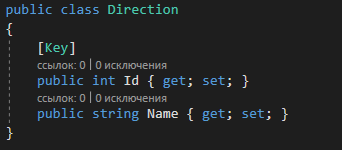 public class Direction
{
[Key]
ссылок: 0 | 0 исключения
public int Id { get; set; }
ссылок: 0 | 0 исключения
public string Name { get; set; }
}